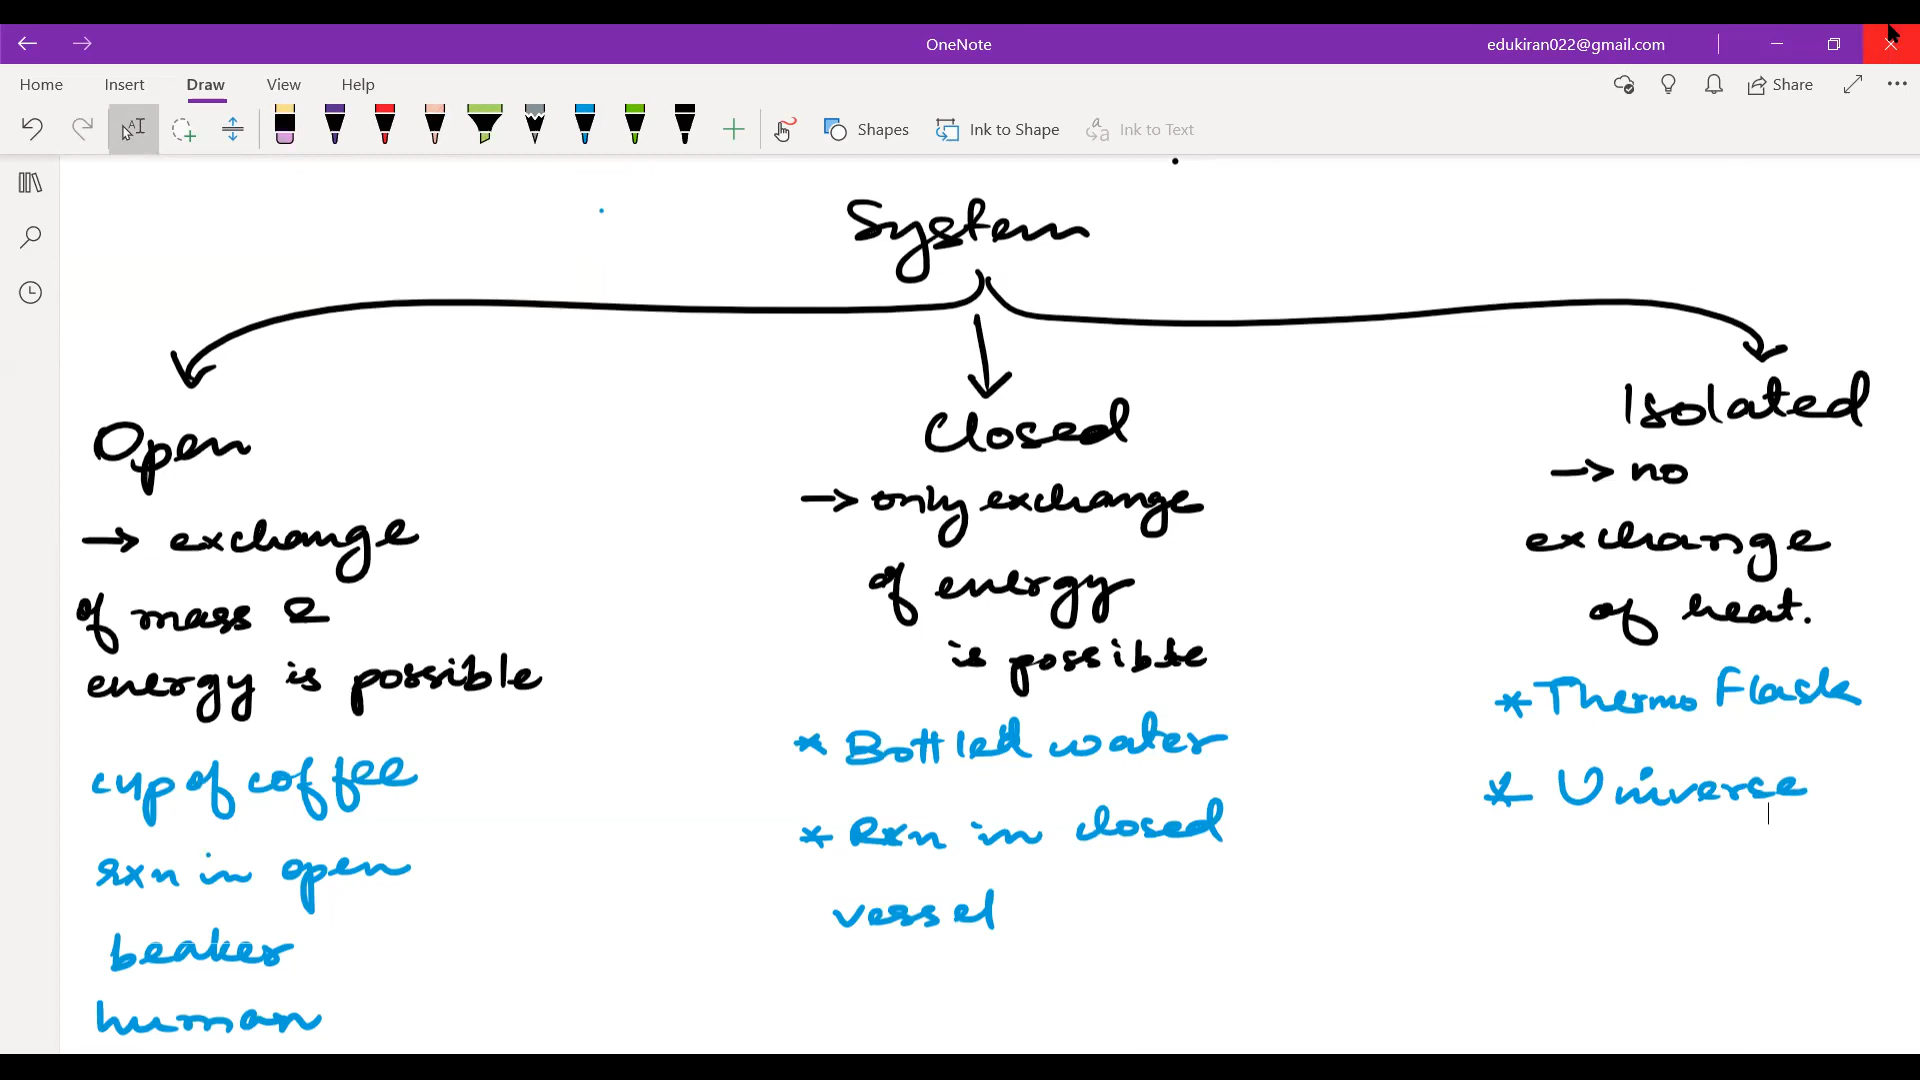 OneNote
edukiran022@gmail.com
Home Insert Draw View Help
Share
Shapes Ink to Shape Ink to Text
System
Open
→ exchange
of mass &
energy is possible
cup of coffee
rxn in open
beaker
human
Closed
→ only exchange
of energy
is possible
* Bottled water
* Rxn in closed
vessel
Isolated
→ no
exchange
of heat.
* Thermo Flask
* Universe